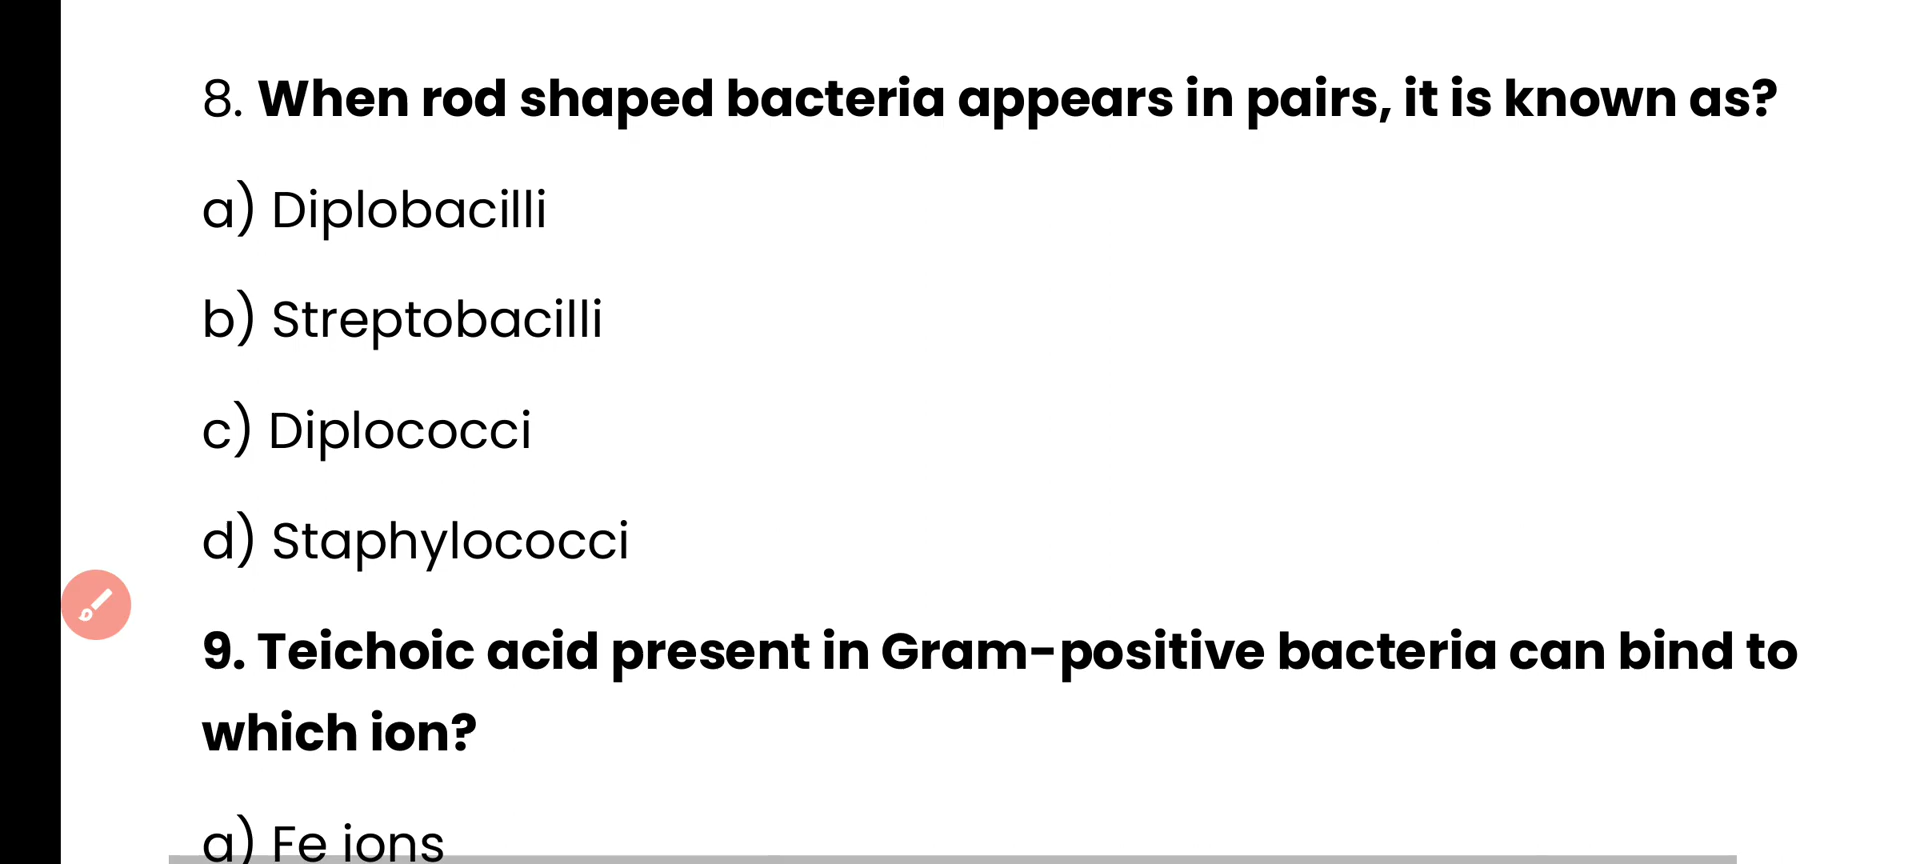 8. When rod shaped bacteria appears in pairs, it is known as?
a) Diplobacilli
b) Streptobacilli
c) Diplococci
d) Staphylococci
9. Teichoic acid present in Gram-positive bacteria can bind to
which ion?
a) Fe ions